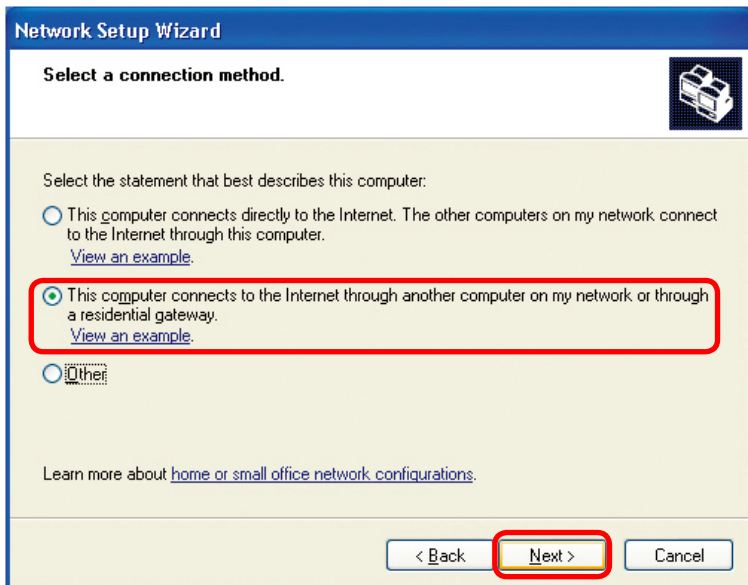 Network Setup Wizard
Select a connection method.
Select the statement that best describes this computer:
This computer connects directly to the Internet. The other computers on my network connect
to the Internet through this computer.
View an example.
This computer connects to the Internet through another computer on my network or through
a residential gateway.
View an example.
Other
Learn more about home or small office network configurations.
< Back
Next >
Cancel